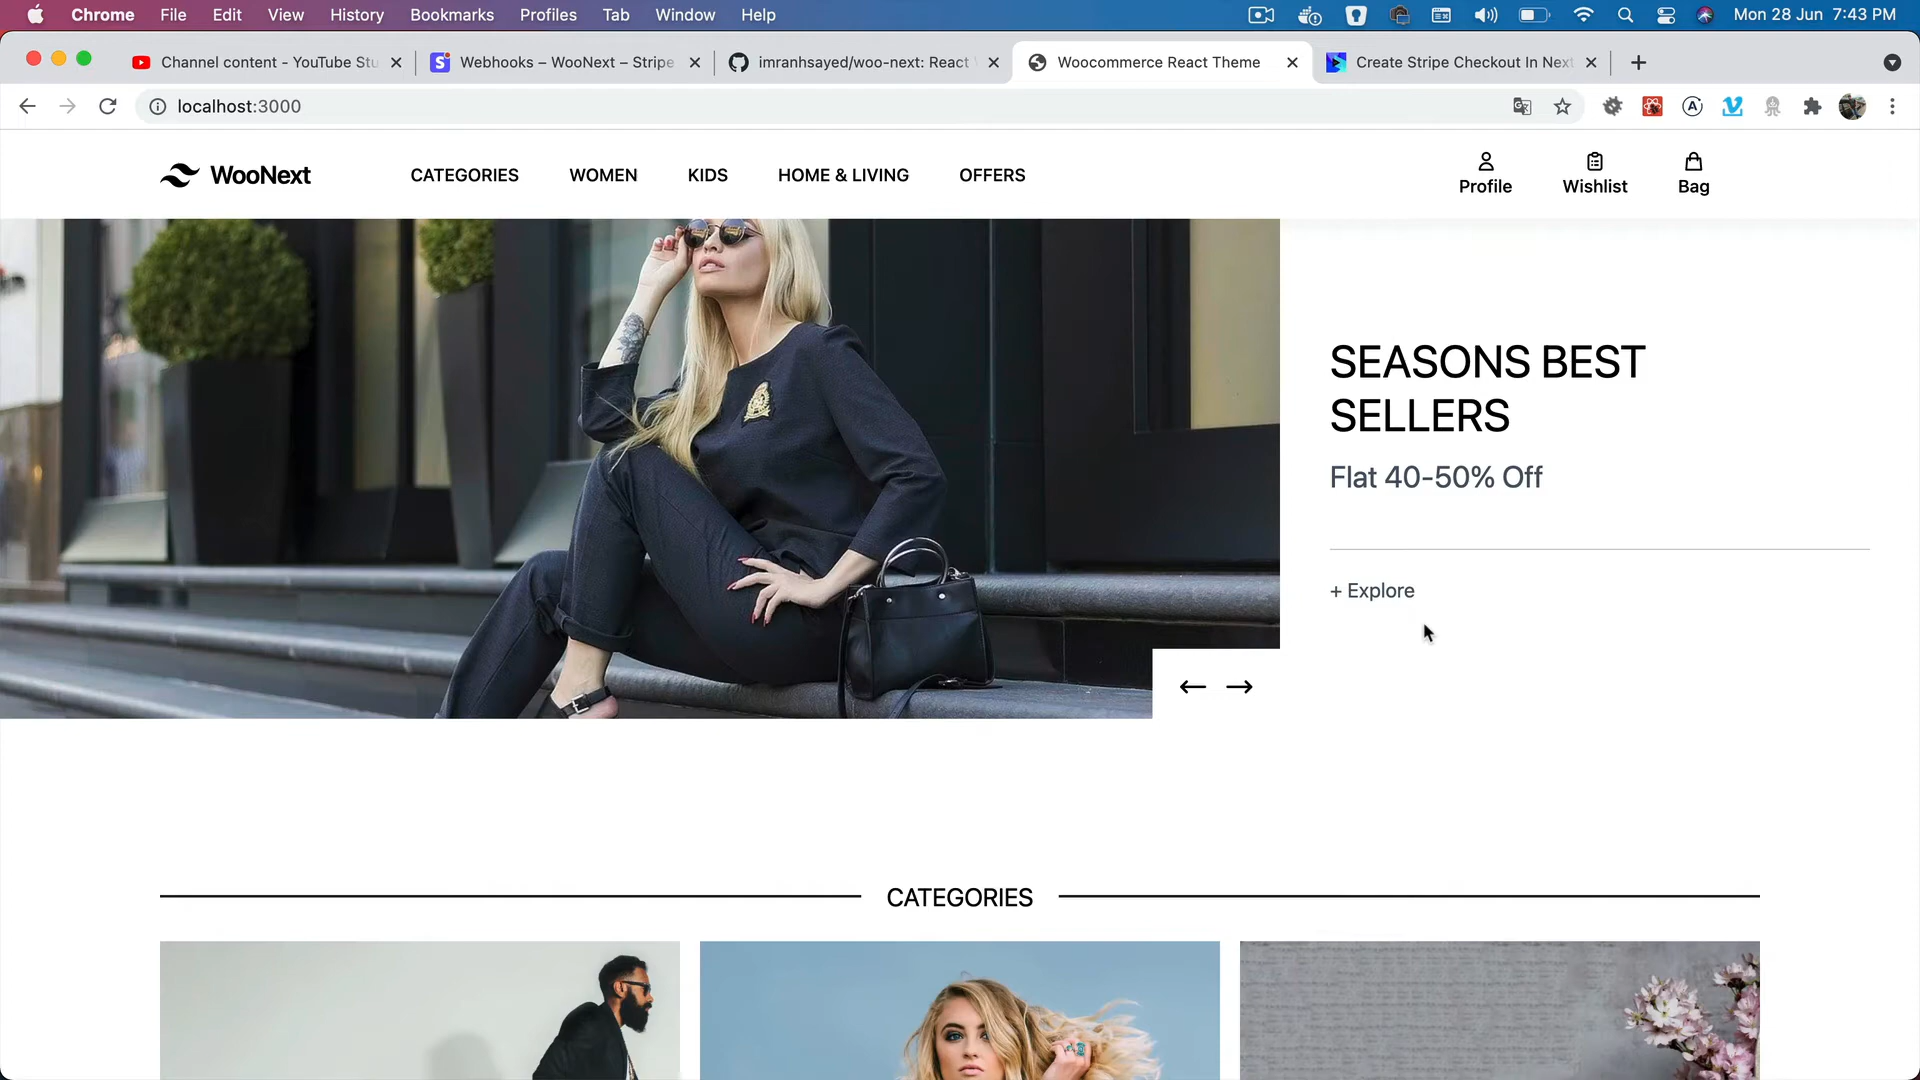 Chrome File Edit View History Bookmarks Profiles Tab Window Help Mon 28 Jun 7:43 PM
Channel content - YouTube Stu Webhooks – WooNext – Stripe imranhsayed/woo-next: React Woocommerce React Theme Create Stripe Checkout In Next
localhost:3000
WooNext CATEGORIES WOMEN KIDS HOME & LIVING OFFERS Profile Wishlist Bag
SEASONS BEST
SELLERS
Flat 40-50% Off
+ Explore
CATEGORIES